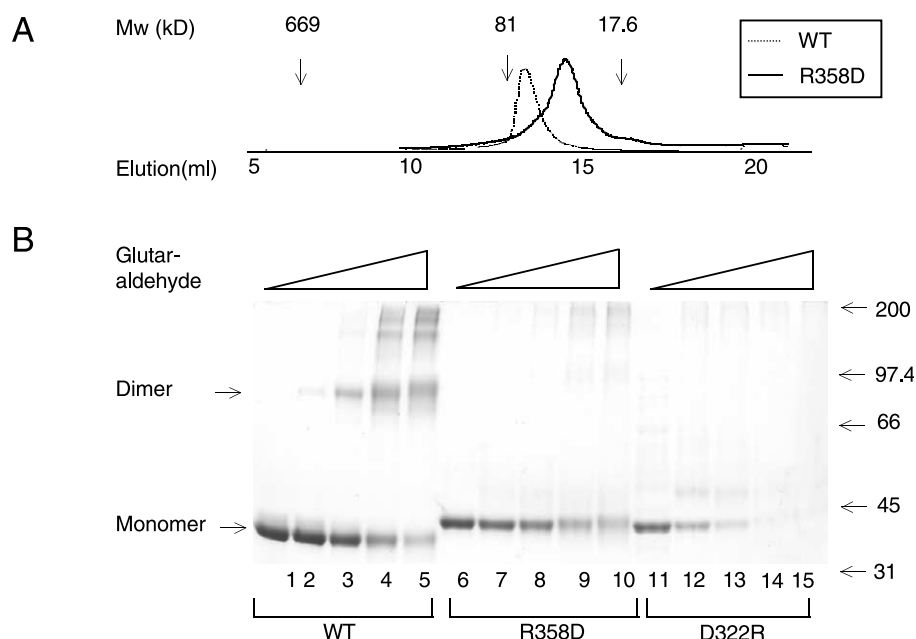 A
Mw (kD) 669 81 17.6
WT
R358D
Elution(ml) 5 10 15 20
B
Glutar-
aldehyde
200
Dimer
97.4
66
Monomer
45
31
1 2 3 4 5 6 7 8 9 10 11 12 13 14 15
WT R358D D322R